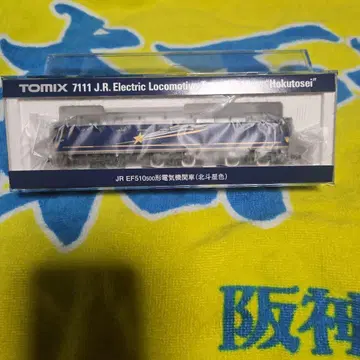 TOMIX 7111 J.R. Electric Locomotive "Hokutosei"
JR EF510 500形電気機関車(北斗星色)
阪神